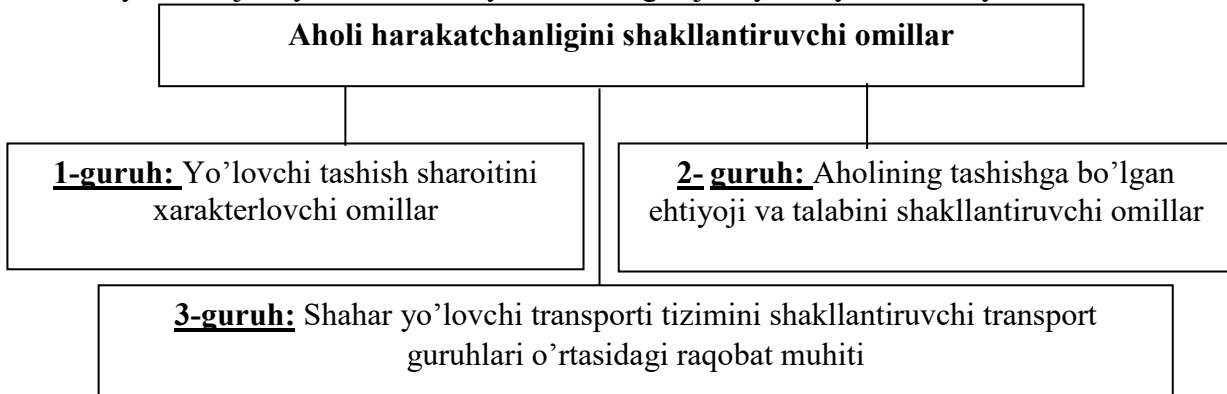 Aholi harakatchanligini shakllantiruvchi omillar
1-guruh: Yo’lovchi tashish sharoitini
xarakterlovchi omillar
2- guruh: Aholining tashishga bo’lgan
ehtiyoji va talabini shakllantiruvchi omillar
3-guruh: Shahar yo’lovchi transporti tizimini shakllantiruvchi transport
guruhlari o’rtasidagi raqobat muhiti